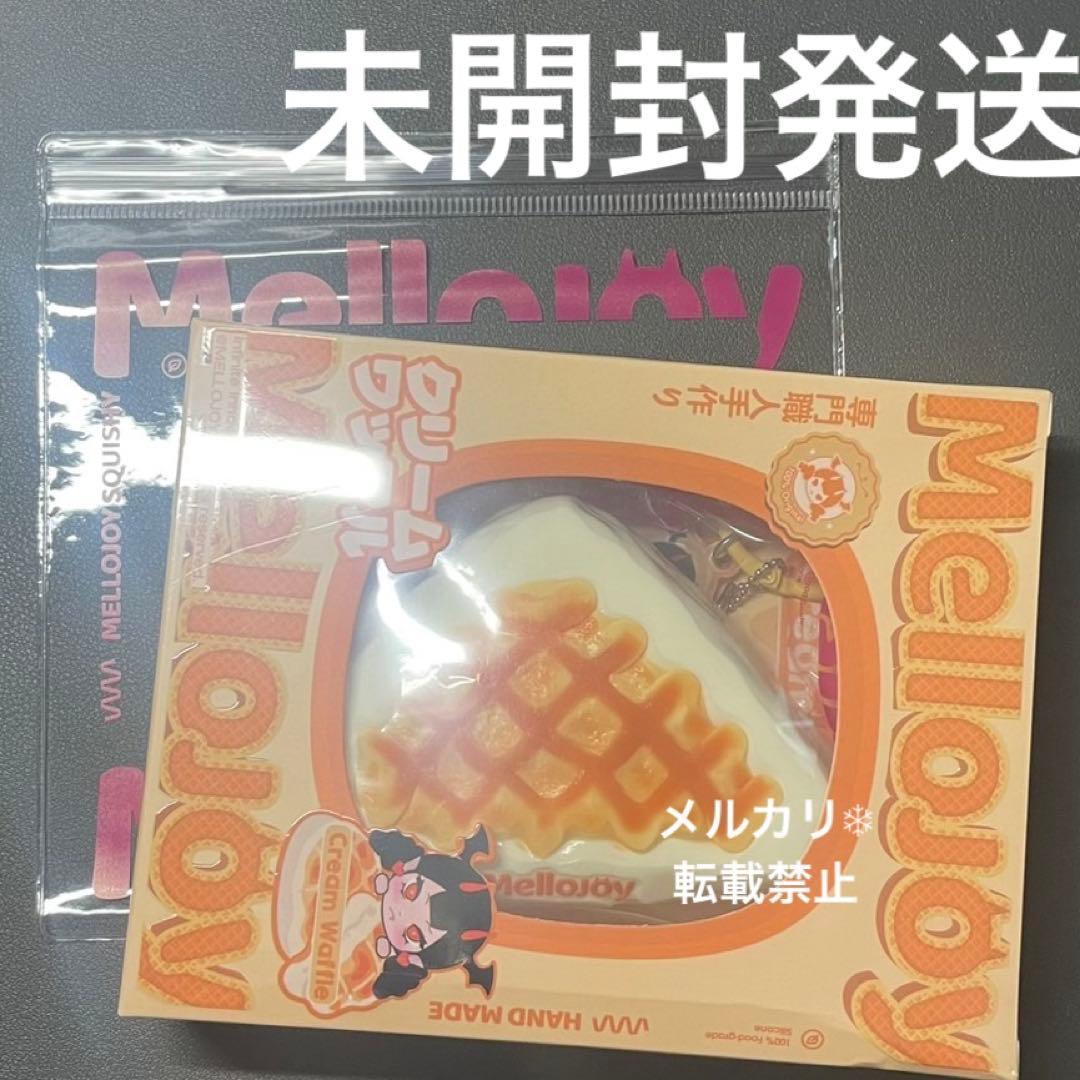 未開封発送
Mellojoy
MELLOJOYSQUISHY
専門職人手作り
クリーム
ワッフル
Mellojoy
Mellojoy
Mellojoy
Cream Waffle
HAND MADE
100% Food-grade
Silicone
メルカリ❄
転載禁止